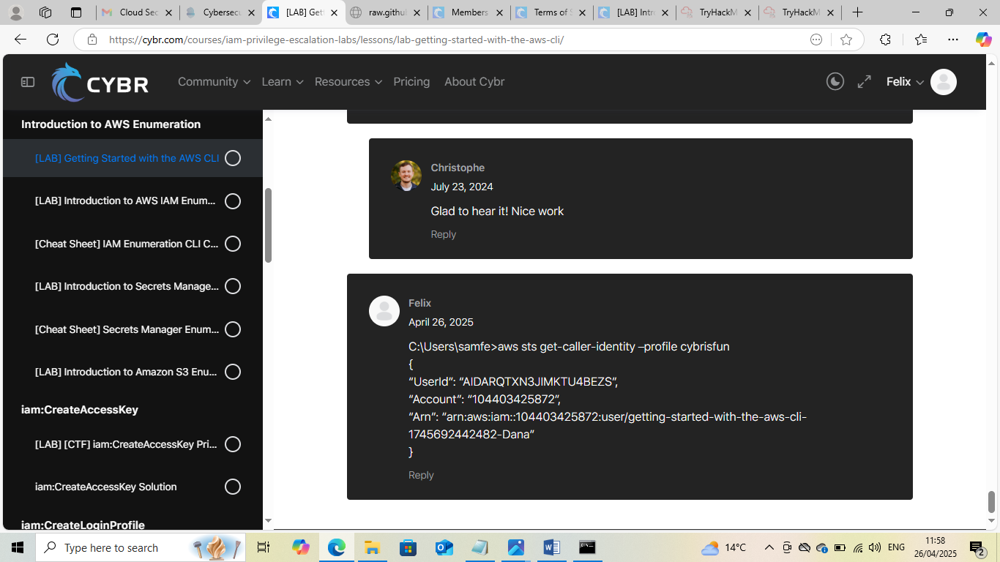 Cloud Sec
Cybersecu
[LAB] Get
raw.githu
Members
Terms of S
[LAB] Intr
TryHackM
TryHackM
https://cybr.com/courses/iam-privilege-escalation-labs/lessons/lab-getting-started-with-the-aws-cli/
CYBR
Community
Learn
Resources
Pricing
About Cybr
Felix
Introduction to AWS Enumeration
[LAB] Getting Started with the AWS CLI
[LAB] Introduction to AWS IAM Enum...
[Cheat Sheet] IAM Enumeration CLI C...
[LAB] Introduction to Secrets Manage...
[Cheat Sheet] Secrets Manager Enum...
[LAB] Introduction to Amazon S3 Enu...
iam:CreateAccessKey
[LAB] [CTF] iam:CreateAccessKey Pri...
iam:CreateAccessKey Solution
iam:CreateLoginProfile
Christophe
July 23, 2024
Glad to hear it! Nice work
Reply
Felix
April 26, 2025
C:\Users\samfe>aws sts get-caller-identity –profile cybrisfun
{
“UserId”: “AIDARQTXN3JIMKTU4BEZS”,
“Account”: “104403425872”,
“Arn”: “arn:aws:iam::104403425872:user/getting-started-with-the-aws-cli-
1745692442482-Dana”
}
Reply
Type here to search
14°C
ENG
11:58
26/04/2025
2